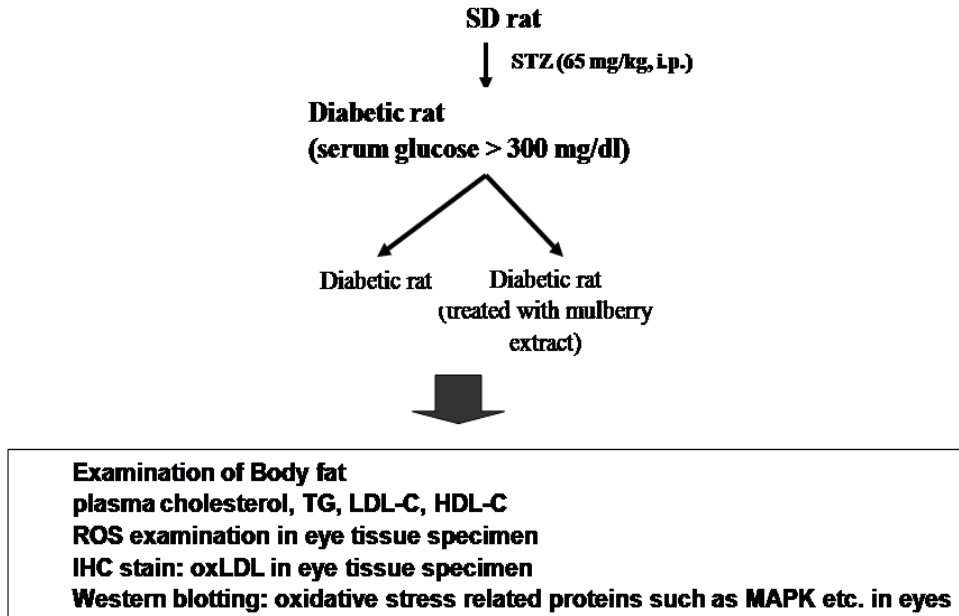 SD rat
STZ (65 mg/kg, i.p.)
Diabetic rat
(serum glucose > 300 mg/dl)
Diabetic rat
Diabetic rat
(treated with mulberry
extract)
Examination of Body fat
plasma cholesterol, TG, LDL-C, HDL-C
ROS examination in eye tissue specimen
IHC stain: oxLDL in eye tissue specimen
Western blotting: oxidative stress related proteins such as MAPK etc. in eyes